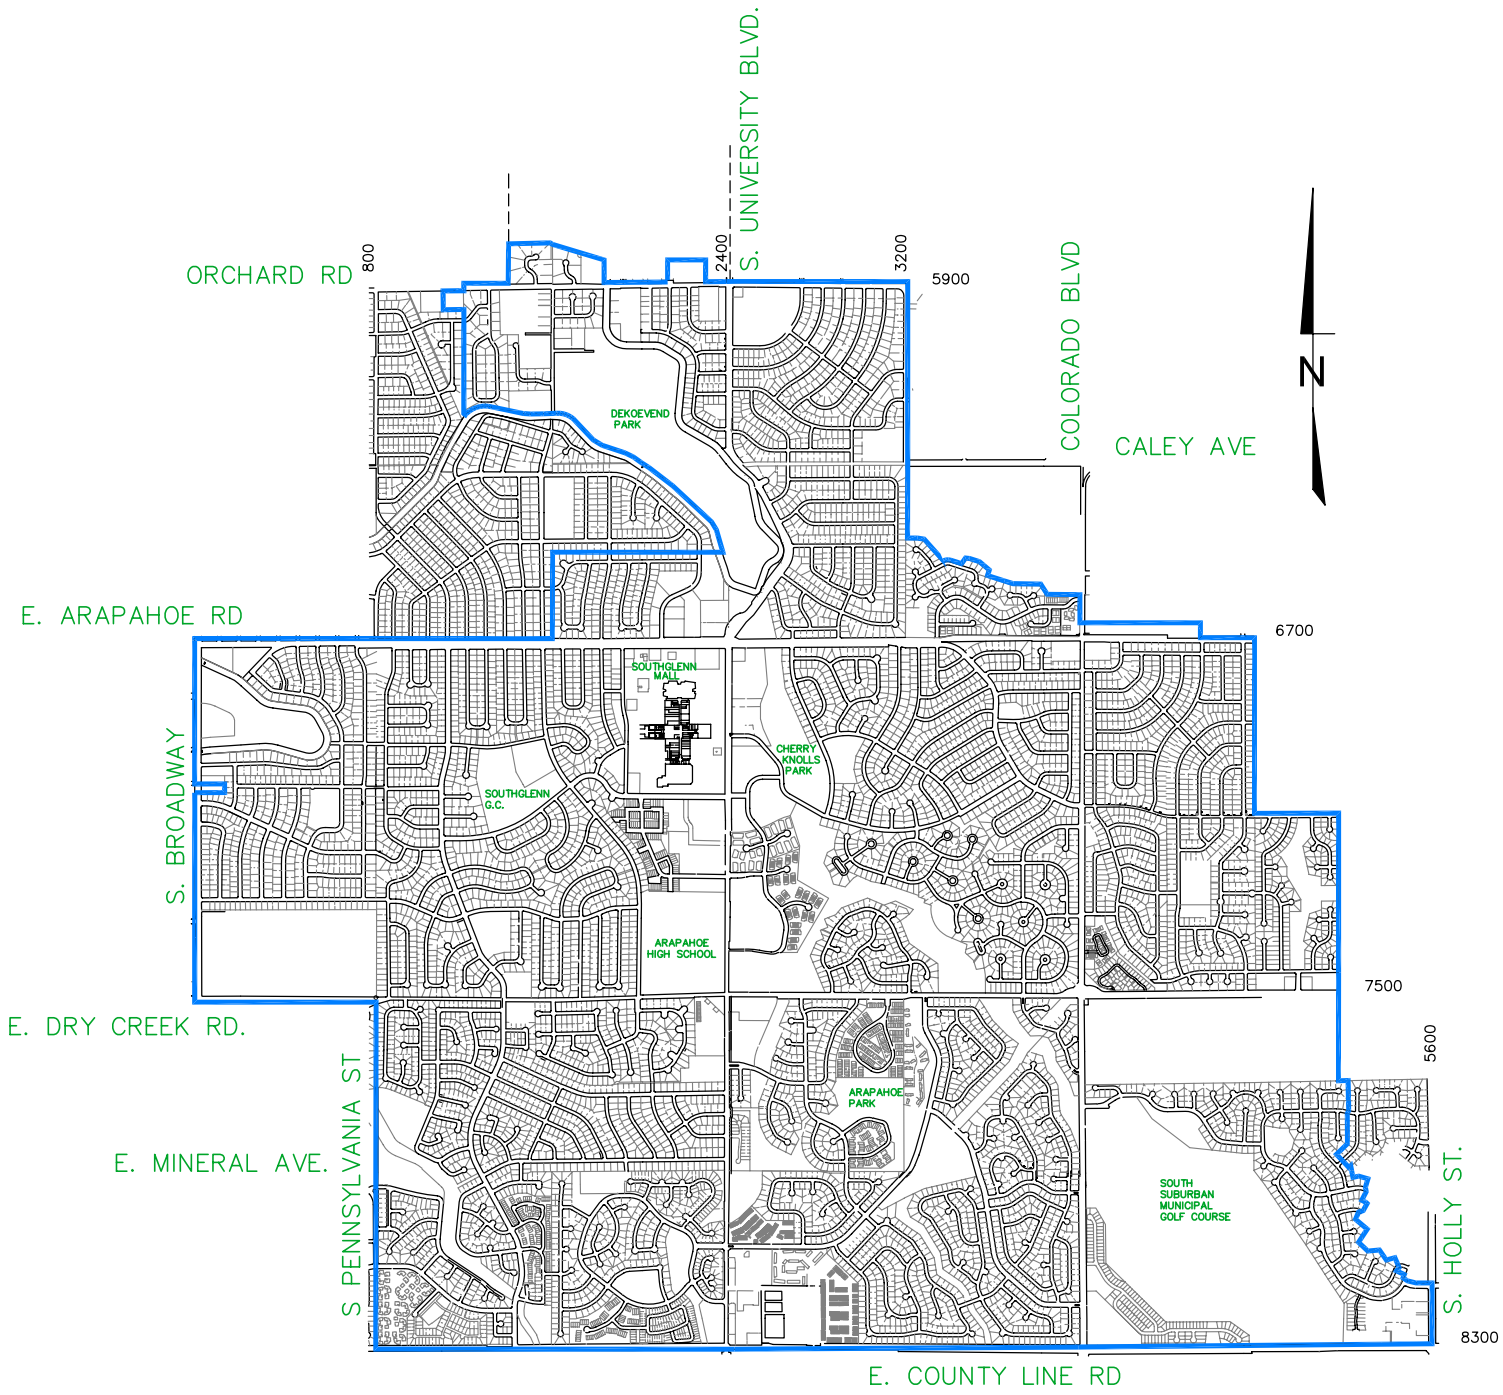 S. UNIVERSITY BLVD.
ORCHARD RD
800
2400
3200
5900
COLORADO BLVD
N
DEKOEVEND
PARK
CALEY AVE
E. ARAPAHOE RD
6700
SOUTHGLENN
MALL
S. BROADWAY
CHERRY
KNOLLS
PARK
SOUTHGLENN
G.C.
ARAPAHOE
HIGH SCHOOL
7500
E. DRY CREEK RD.
5600
S PENNSYLVANIA ST
ARAPAHOE
PARK
E. MINERAL AVE.
SOUTH
SUBURBAN
MUNICIPAL
GOLF COURSE
S. HOLLY ST.
8300
E. COUNTY LINE RD